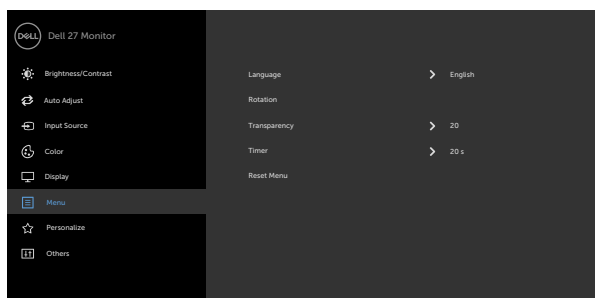 DELL Dell 27 Monitor
Brightness/Contrast
Auto Adjust
Input Source
Color
Display
Menu
Personalize
Others
Language English
Rotation
Transparency 20
Timer 20 s
Reset Menu